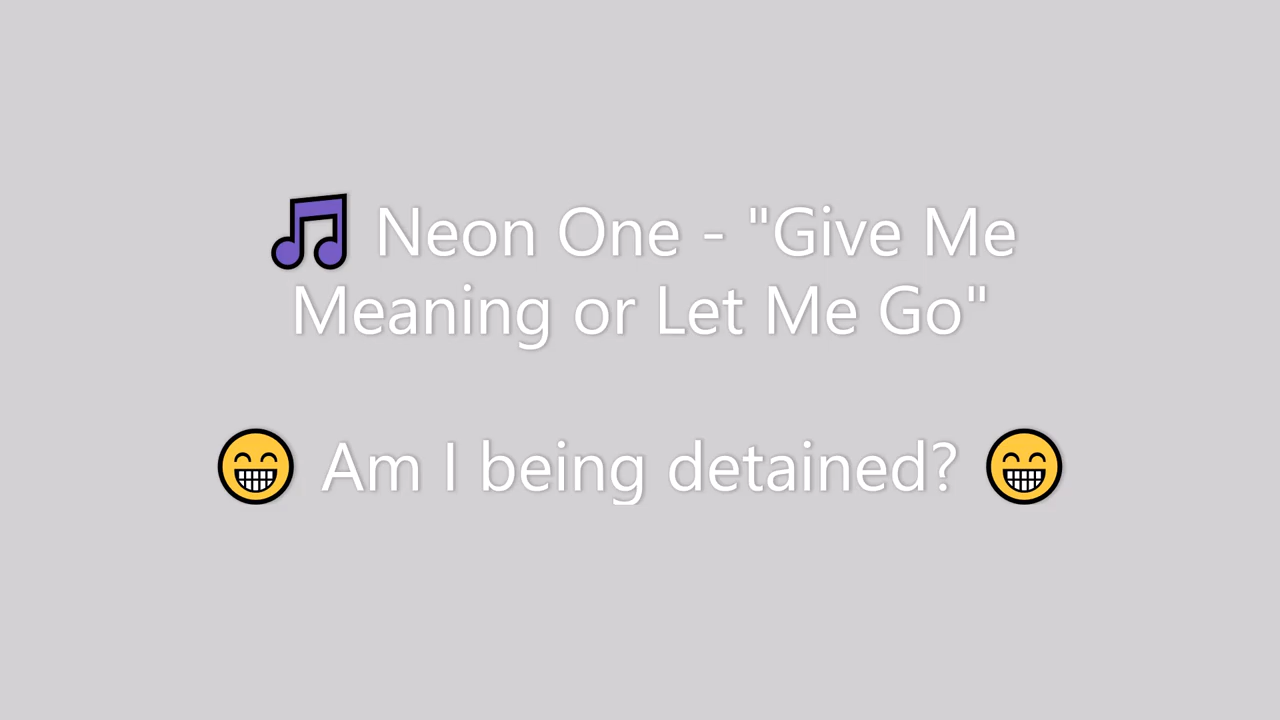 🎵 Neon One - "Give Me
Meaning or Let Me Go"
😁 Am I being detained? 😁